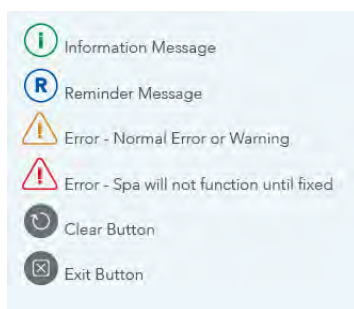 i Information Message
R Reminder Message
! Error - Normal Error or Warning
! Error - Spa will not function until fixed
Clear Button
Exit Button